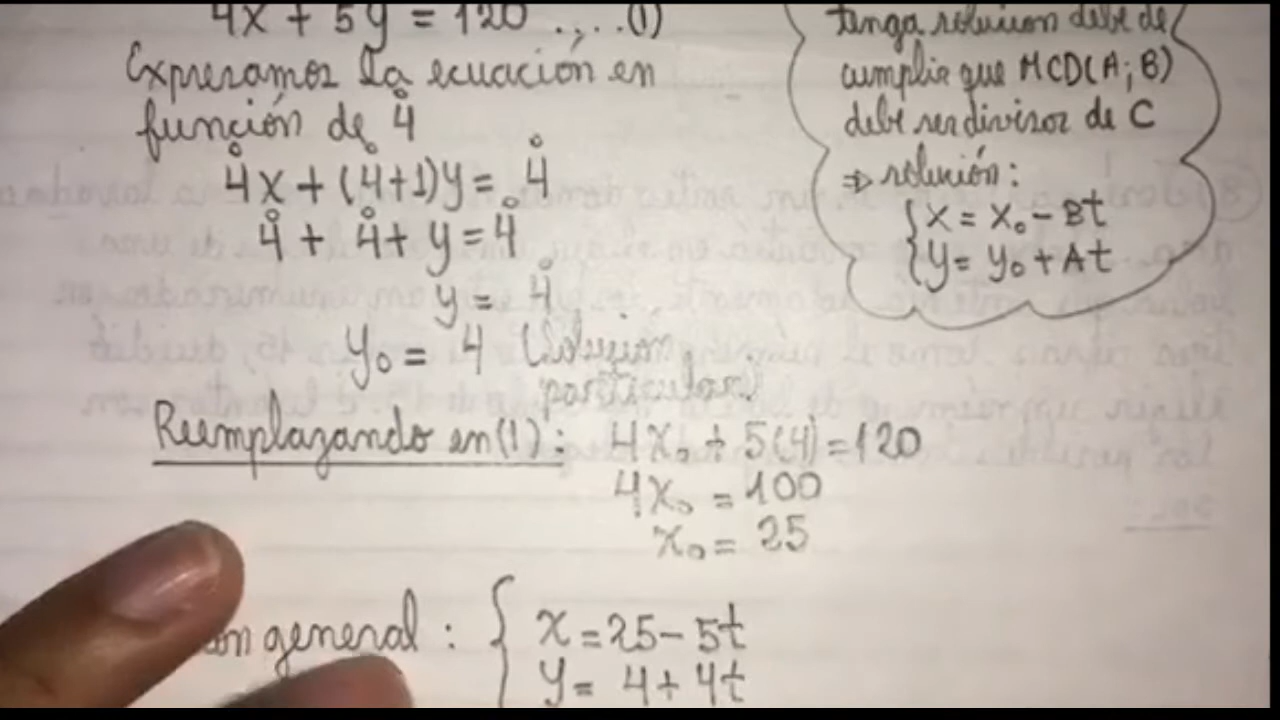 4x + 5y = 120 .....(1)
Expresamos la ecuación en
función de 4̊
4̊x + (4̊+1)y = 4̊
4̊ + 4̊ + y = 4̊
y = 4̊
y₀ = 4 (solución
particular)
Reemplazando en (1): 4x₀ + 5(4) = 120
4x₀ = 100
x₀ = 25
general : { x = 25 - 5t
y = 4 + 4t
tenga solucion debe de
cumplir que MCD(A; B)
debe ser divisor de C
⇒ solución:
{ x = x₀ - Bt
y = y₀ + At